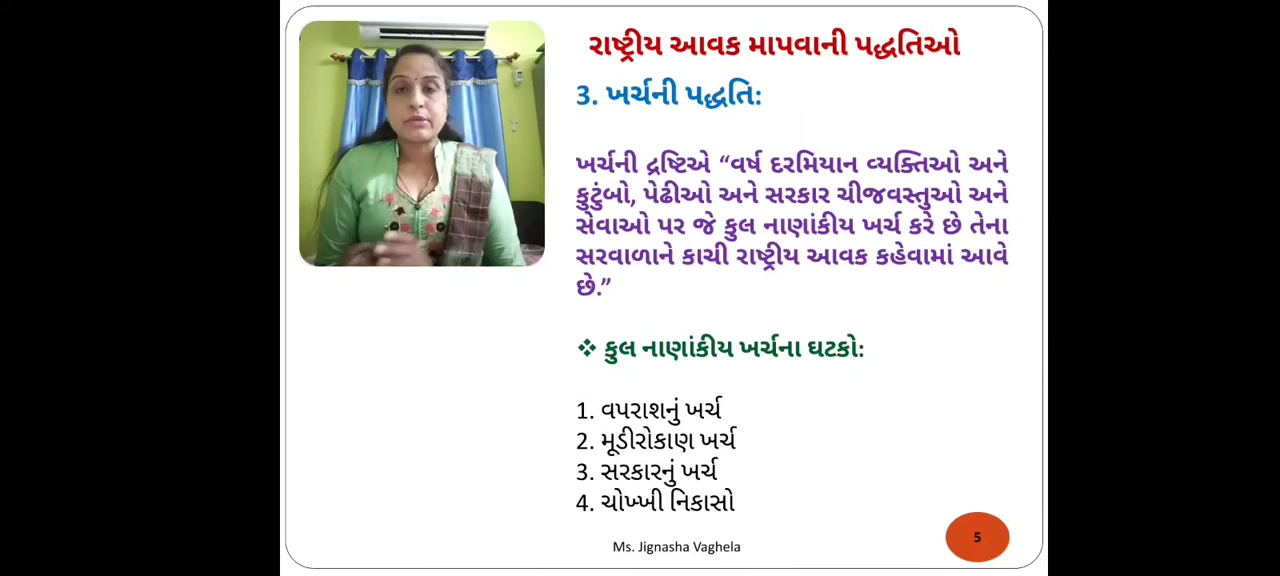 રાષ્ટ્રીય આવક માપવાની પદ્ધતિઓ
3. ખર્ચની પદ્ધતિ:
ખર્ચની દ્રષ્ટિએ “વર્ષ દરમિયાન વ્યક્તિઓ અને
કુટુંબો, પેઢીઓ અને સરકાર ચીજવસ્તુઓ અને
સેવાઓ પર જે કુલ નાણાંકીય ખર્ચ કરે છે તેના
સરવાળાને કાચી રાષ્ટ્રીય આવક કહેવામાં આવે
છે.”
❖ કુલ નાણાંકીય ખર્ચના ઘટકો:
1. વપરાશનું ખર્ચ
2. મૂડીરોકાણ ખર્ચ
3. સરકારનું ખર્ચ
4. ચોખ્ખી નિકાસો
Ms. Jignasha Vaghela
5